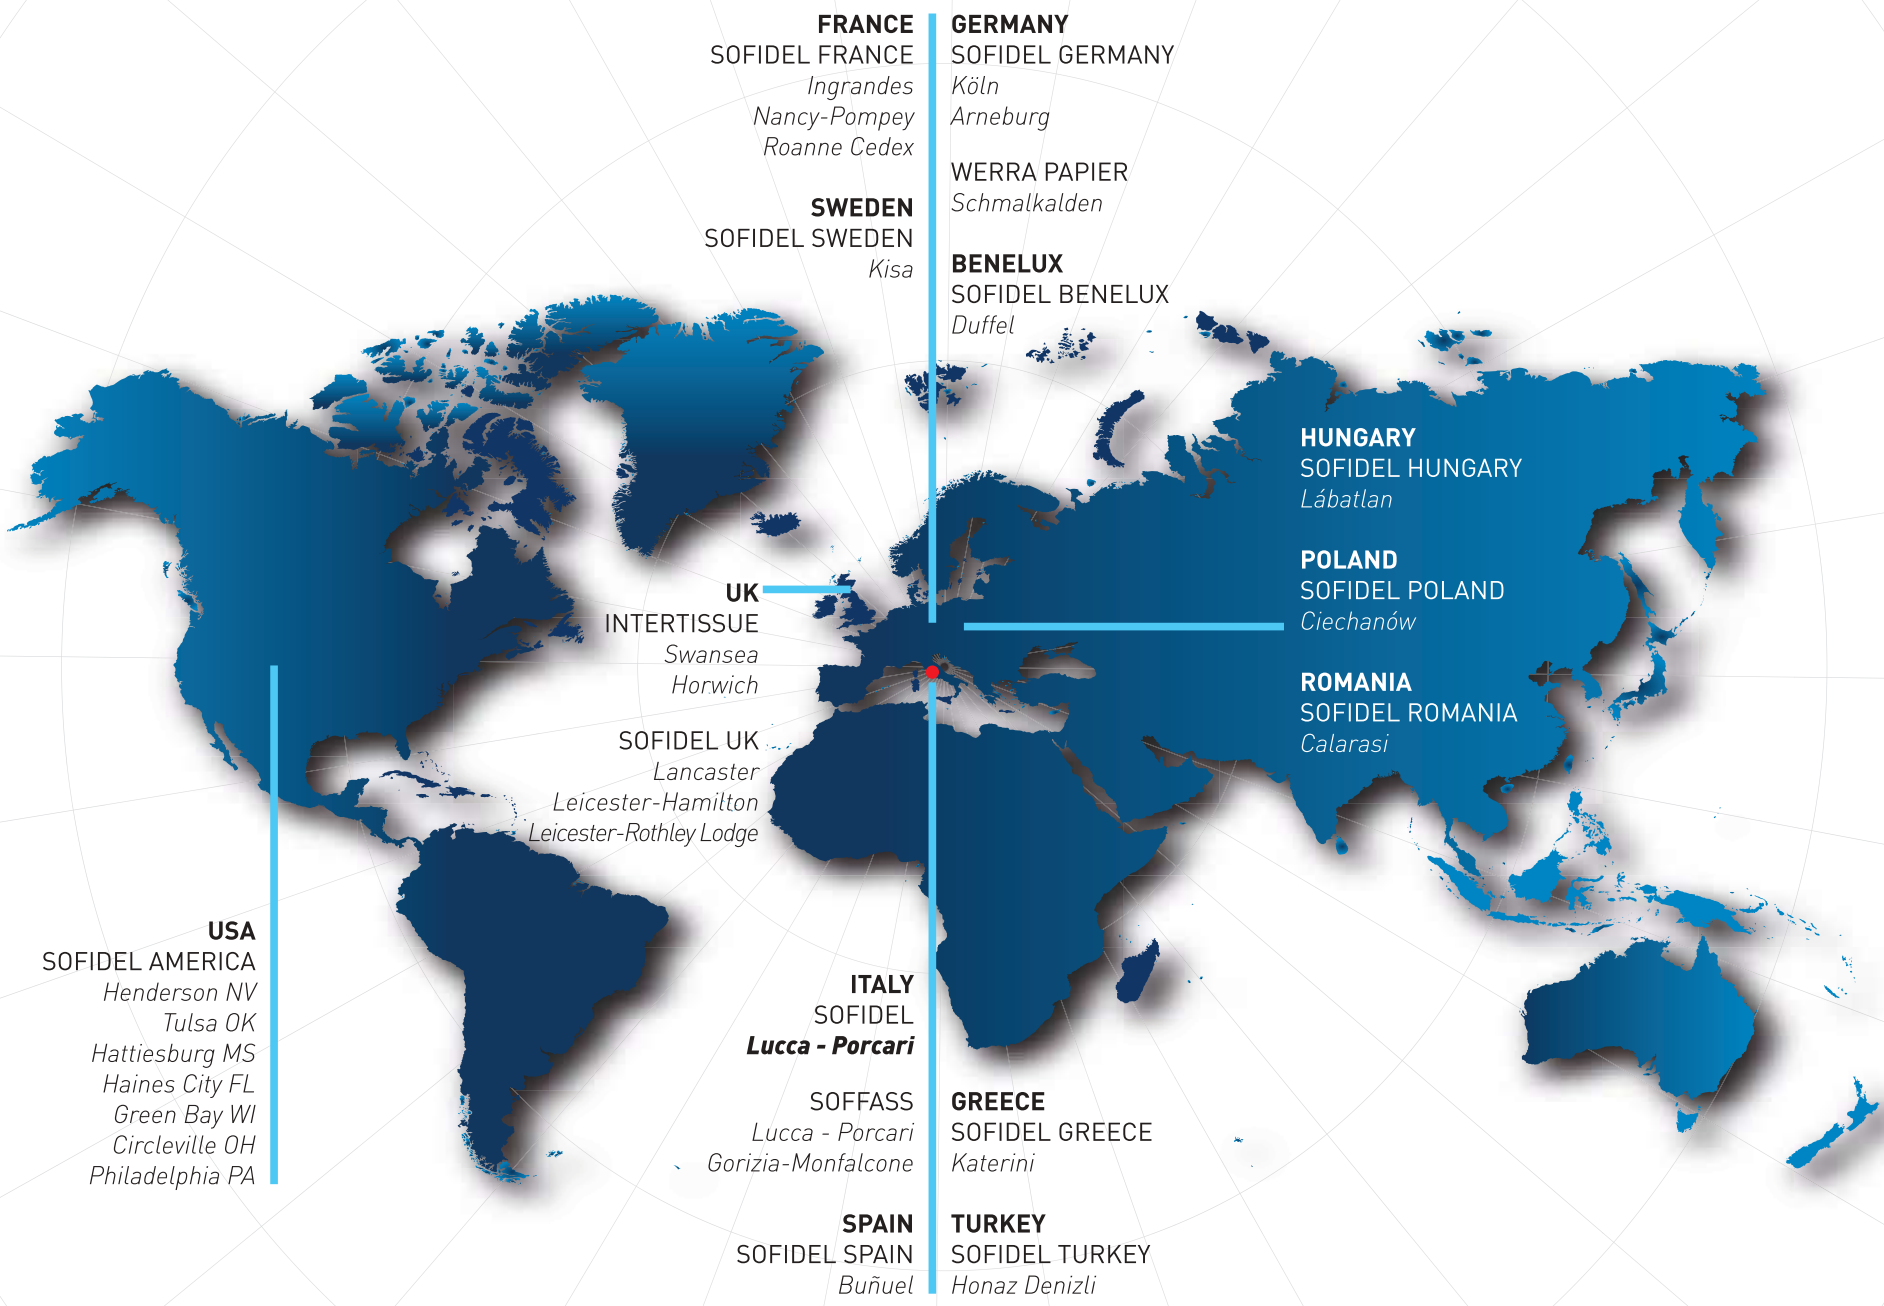 FRANCE
SOFIDEL FRANCE
Ingrandes
Nancy-Pompey
Roanne Cedex
SWEDEN
SOFIDEL SWEDEN
Kisa
GERMANY
SOFIDEL GERMANY
Köln
Arneburg
WERRA PAPIER
Schmalkalden
BENELUX
SOFIDEL BENELUX
Duffel
HUNGARY
SOFIDEL HUNGARY
Lábatlan
POLAND
SOFIDEL POLAND
Ciechanów
ROMANIA
SOFIDEL ROMANIA
Calarasi
UK
INTERTISSUE
Swansea
Horwich
SOFIDEL UK
Lancaster
Leicester-Hamilton
Leicester-Rothley Lodge
USA
SOFIDEL AMERICA
Henderson NV
Tulsa OK
Hattiesburg MS
Haines City FL
Green Bay WI
Circleville OH
Philadelphia PA
ITALY
SOFIDEL
Lucca - Porcari
SOFFASS
Lucca - Porcari
Gorizia-Monfalcone
SPAIN
SOFIDEL SPAIN
Buñuel
GREECE
SOFIDEL GREECE
Katerini
TURKEY
SOFIDEL TURKEY
Honaz Denizli